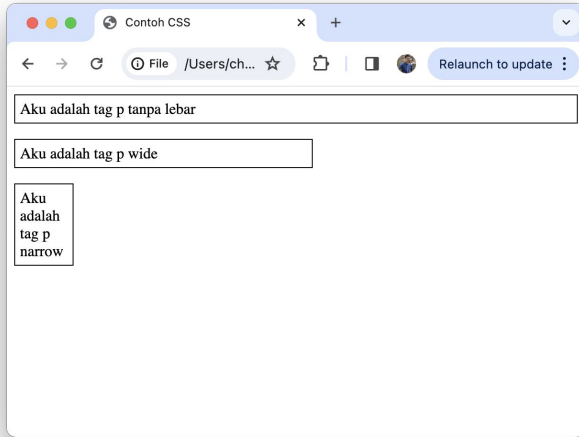 Contoh CSS
File /Users/ch... Relaunch to update
Aku adalah tag p tanpa lebar
Aku adalah tag p wide
Aku
adalah
tag p
narrow